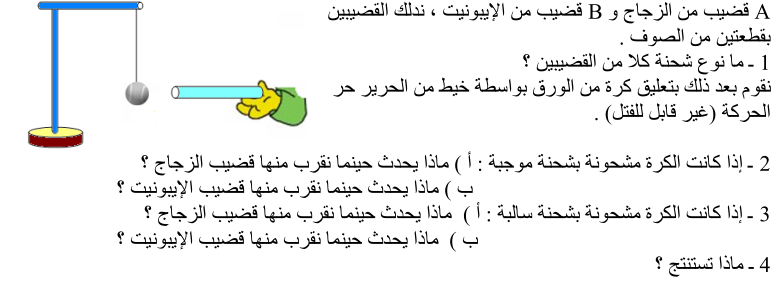 A قضيب من الزجاج و B قضيب من الإيبونيت ، ندلك القضيبين
بقطعتين من الصوف .
1 ـ ما نوع شحنة كلا من القضيبين ؟
نقوم بعد ذلك بتعليق كرة من الورق بواسطة خيط من الحرير حر
الحركة (غير قابل للفتل) .
2 ـ إذا كانت الكرة مشحونة بشحنة موجبة : أ ) ماذا يحدث حينما نقرب منها قضيب الزجاج ؟
ب ) ماذا يحدث حينما نقرب منها قضيب الإيبونيت ؟
3 ـ إذا كانت الكرة مشحونة بشحنة سالبة : أ ) ماذا يحدث حينما نقرب منها قضيب الزجاج ؟
ب ) ماذا يحدث حينما نقرب منها قضيب الإيبونيت ؟
4 ـ ماذا تستنتج ؟